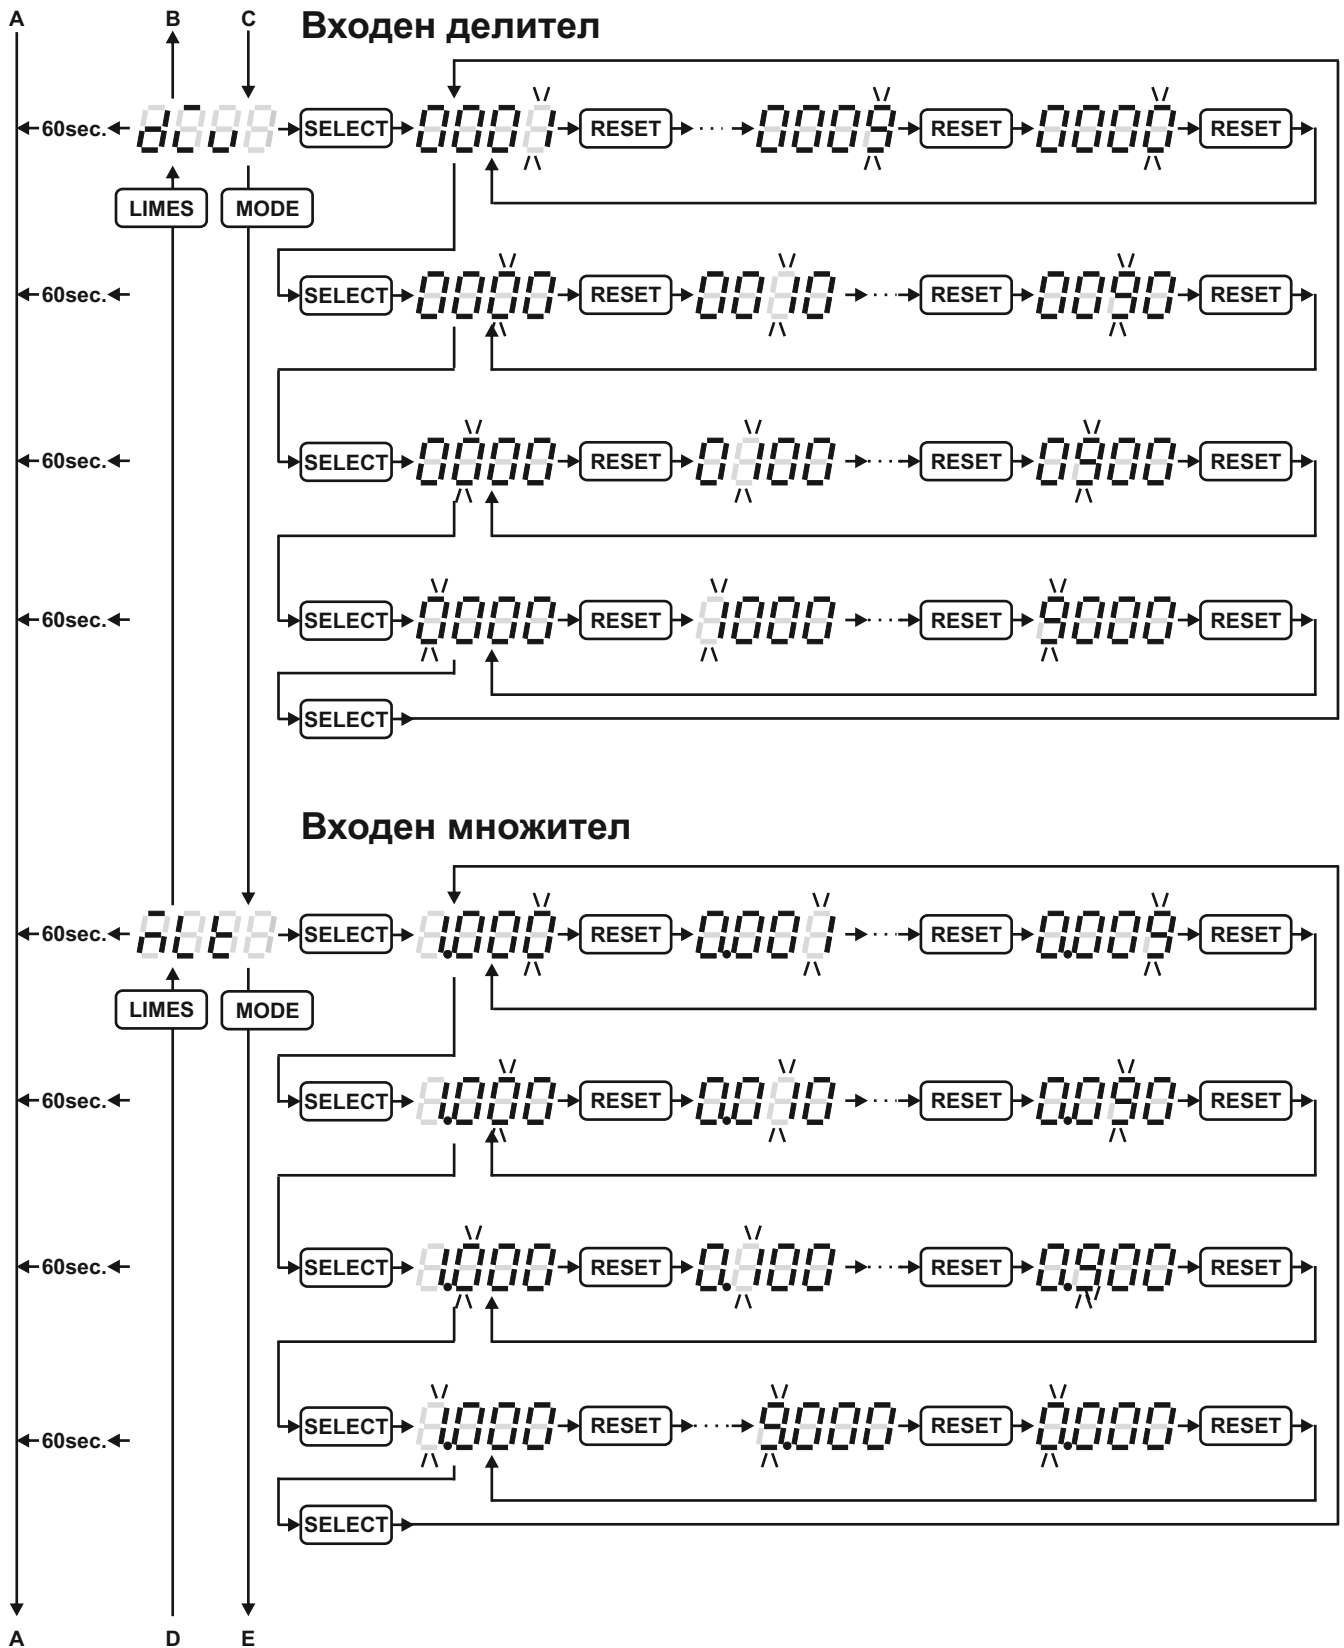 A B C Входен делител
60sec. SELECT 0001 RESET ···· 0009 RESET 0000 RESET
LIMES MODE
60sec. SELECT 0000 RESET 0010 ···· RESET 0090 RESET
60sec. SELECT 0000 RESET 0100 ···· RESET 0900 RESET
60sec. SELECT 0000 RESET 1000 ···· RESET 9000 RESET
SELECT
Входен множител
60sec. nLt SELECT 1.000 RESET 0.001 ···· RESET 0.009 RESET
LIMES MODE
60sec. SELECT 1.000 RESET 0.010 ···· RESET 0.090 RESET
60sec. SELECT 1.000 RESET 0.100 ···· RESET 0.900 RESET
60sec. SELECT 1.000 RESET ···· 9.000 RESET 0.000 RESET
SELECT
A D E